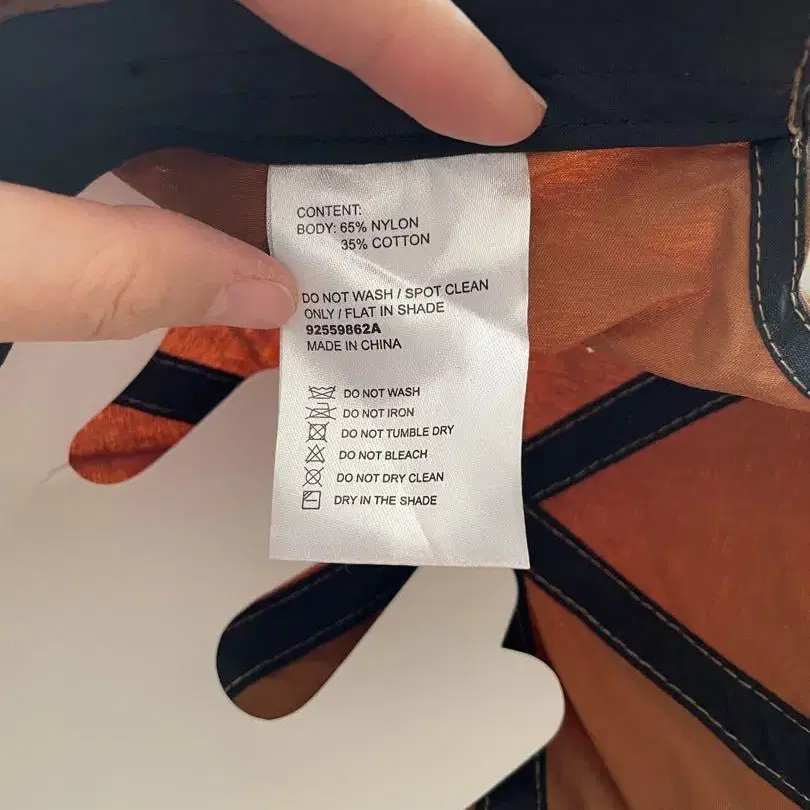 CONTENT:
BODY: 65% NYLON
35% COTTON
DO NOT WASH / SPOT CLEAN
ONLY / FLAT IN SHADE
92559862A
MADE IN CHINA
DO NOT WASH
DO NOT IRON
DO NOT TUMBLE DRY
DO NOT BLEACH
DO NOT DRY CLEAN
DRY IN THE SHADE